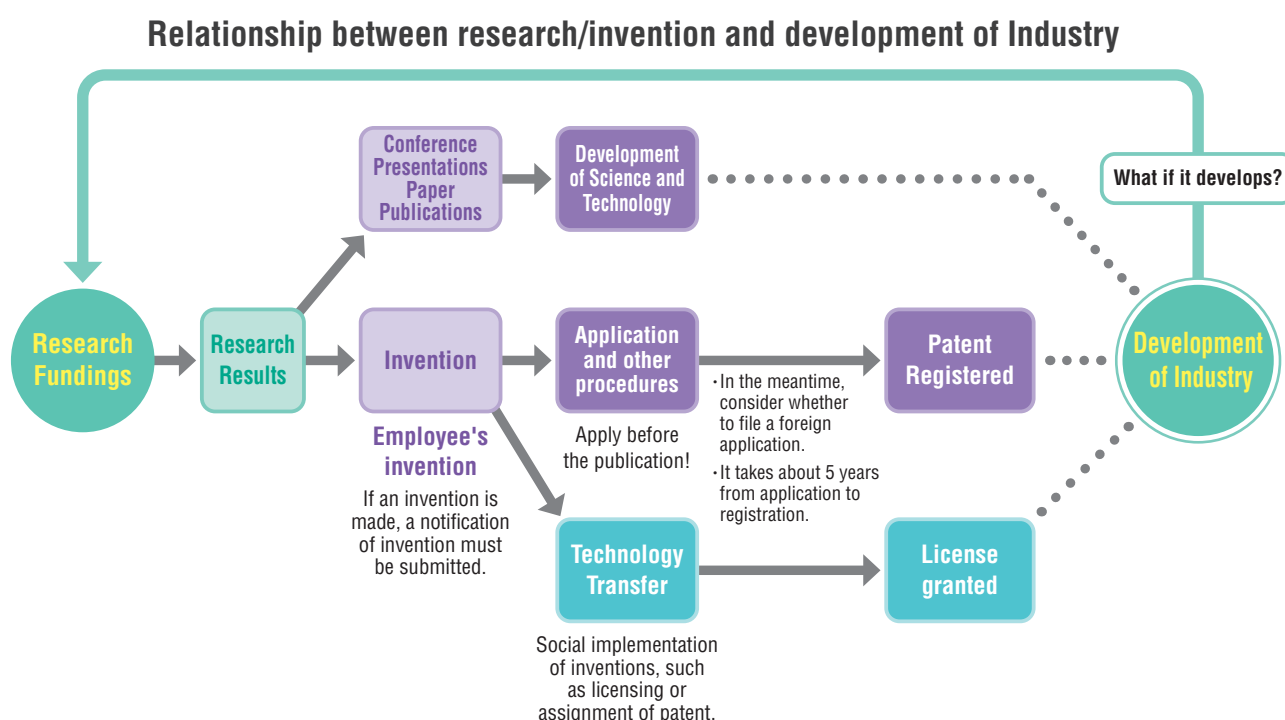 Relationship between research/invention and development of Industry
Conference
Presentations
Paper
Publications
Development
of Science and
Technology
What if it develops?
Research
Fundings
Research
Results
Invention
Application
and other
procedures
Patent
Registered
Development
of Industry
Employee's
invention
If an invention is
made, a notification
of invention must
be submitted.
Apply before
the publication!
・In the meantime,
consider whether
to file a foreign
application.
・It takes about 5 years
from application to
registration.
Technology
Transfer
License
granted
Social implementation
of inventions, such
as licensing or
assignment of patent.